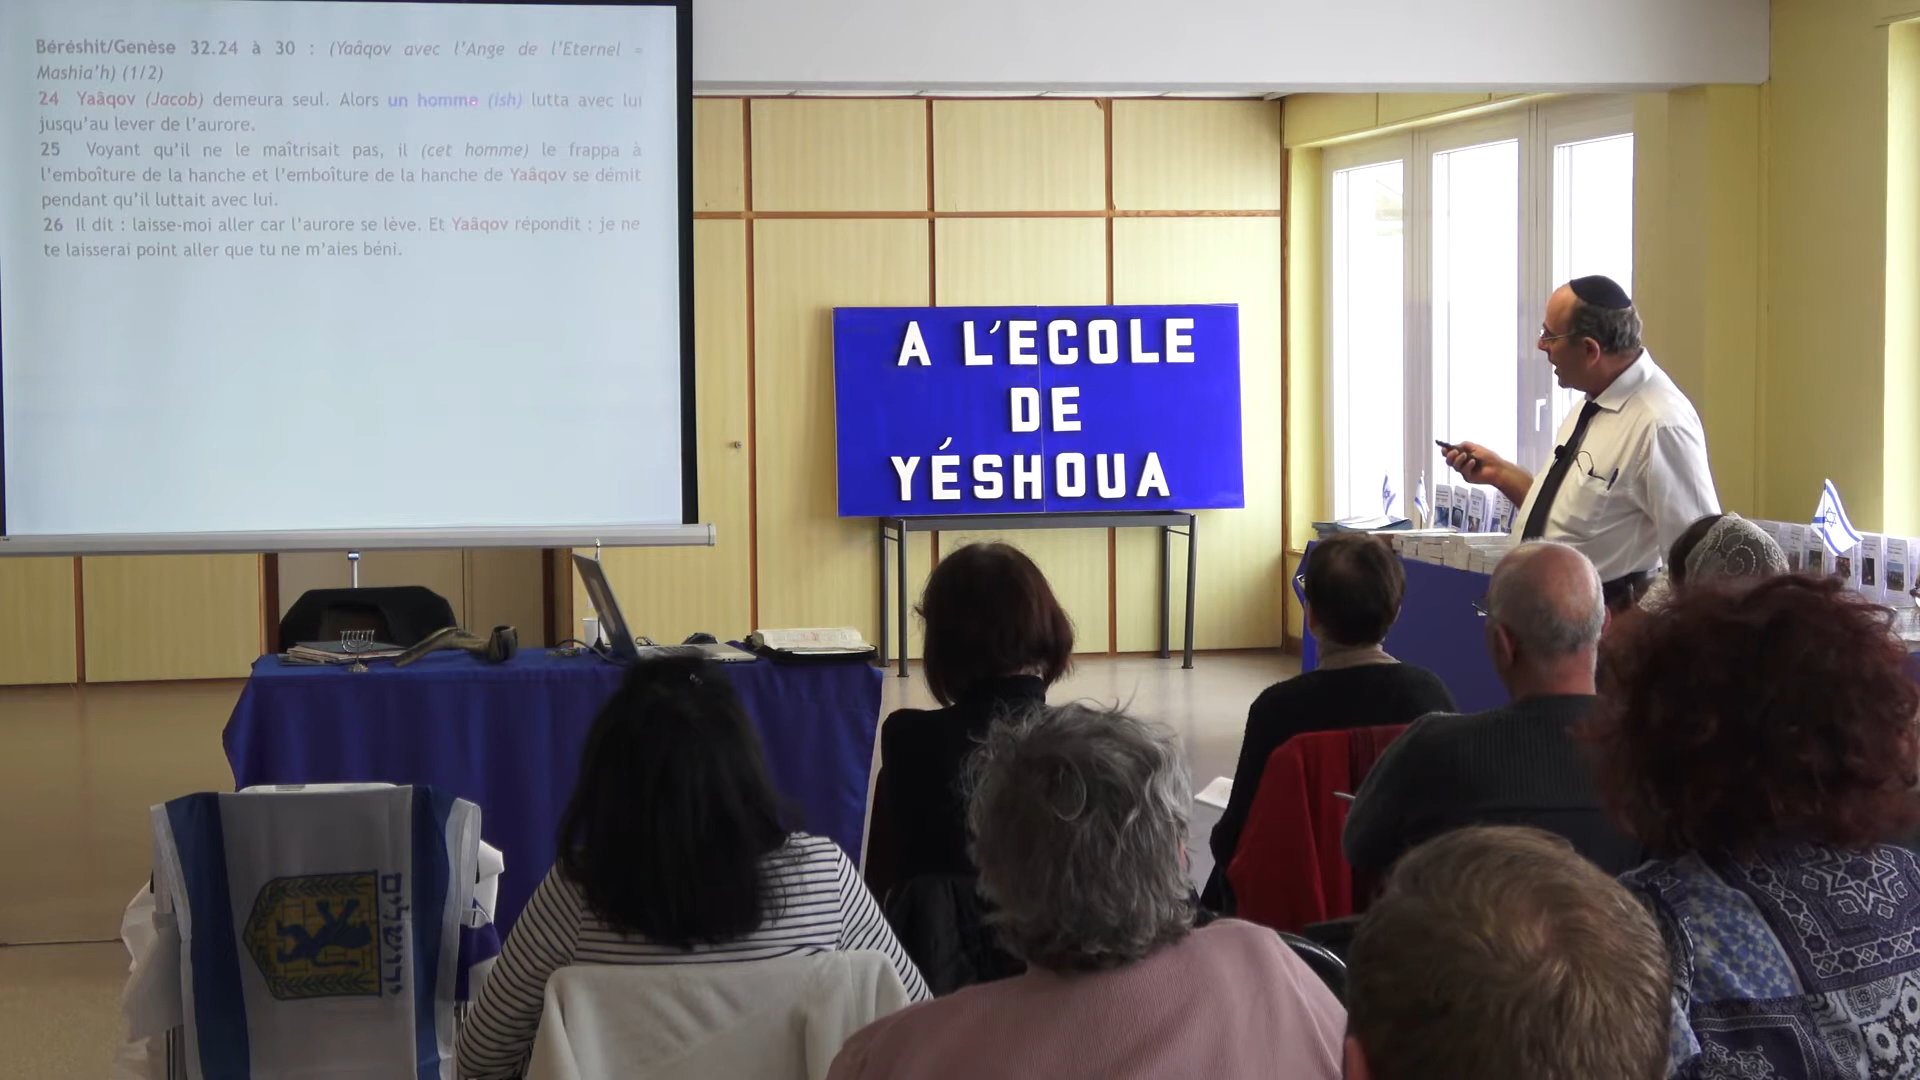 Béréshit/Genèse 32.24 à 30 : (Yaâqov avec l'Ange de l'Eternel =
Mashia'h) (1/2)
24 Yaâqov (Jacob) demeura seul. Alors un homme (ish) lutta avec lui
jusqu'au lever de l'aurore.
25 Voyant qu'il ne le maîtrisait pas, il (cet homme) le frappa à
l'emboîture de la hanche et l'emboîture de la hanche de Yaâqov se démit
pendant qu'il luttait avec lui.
26 Il dit : laisse-moi aller car l'aurore se lève. Et Yaâqov répondit : je ne
te laisserai point aller que tu ne m'aies béni.
A L'ECOLE
DE
YÉSHOUA
ירושלים